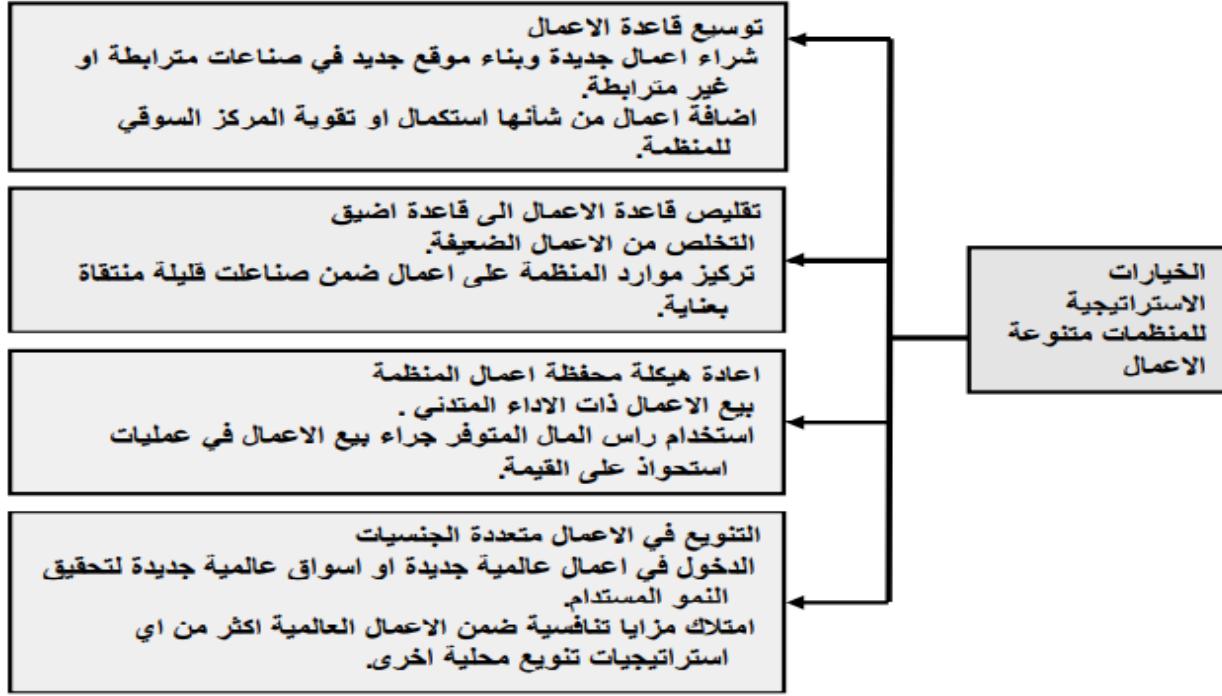 الخيارات
الاستراتيجية
للمنظمات متنوعة
الاعمال
توسيع قاعدة الاعمال
شراء اعمال جديدة وبناء موقع جديد في صناعات مترابطة او
غير مترابطة.
اضافة اعمال من شأنها استكمال او تقوية المركز السوقي
للمنظمة.
تقليص قاعدة الاعمال الى قاعدة اضيق
التخلص من الاعمال الضعيفة.
تركيز موارد المنظمة على اعمال ضمن صناعلت قليلة منتقاة
بعناية.
اعادة هيكلة محفظة اعمال المنظمة
بيع الاعمال ذات الاداء المتدني .
استخدام راس المال المتوفر جراء بيع الاعمال في عمليات
استحواذ على القيمة.
التنويع في الاعمال متعددة الجنسيات
الدخول في اعمال عالمية جديدة او اسواق عالمية جديدة لتحقيق
النمو المستدام.
امتلاك مزايا تنافسية ضمن الاعمال العالمية اكثر من اي
استراتيجيات تنويع محلية اخرى.